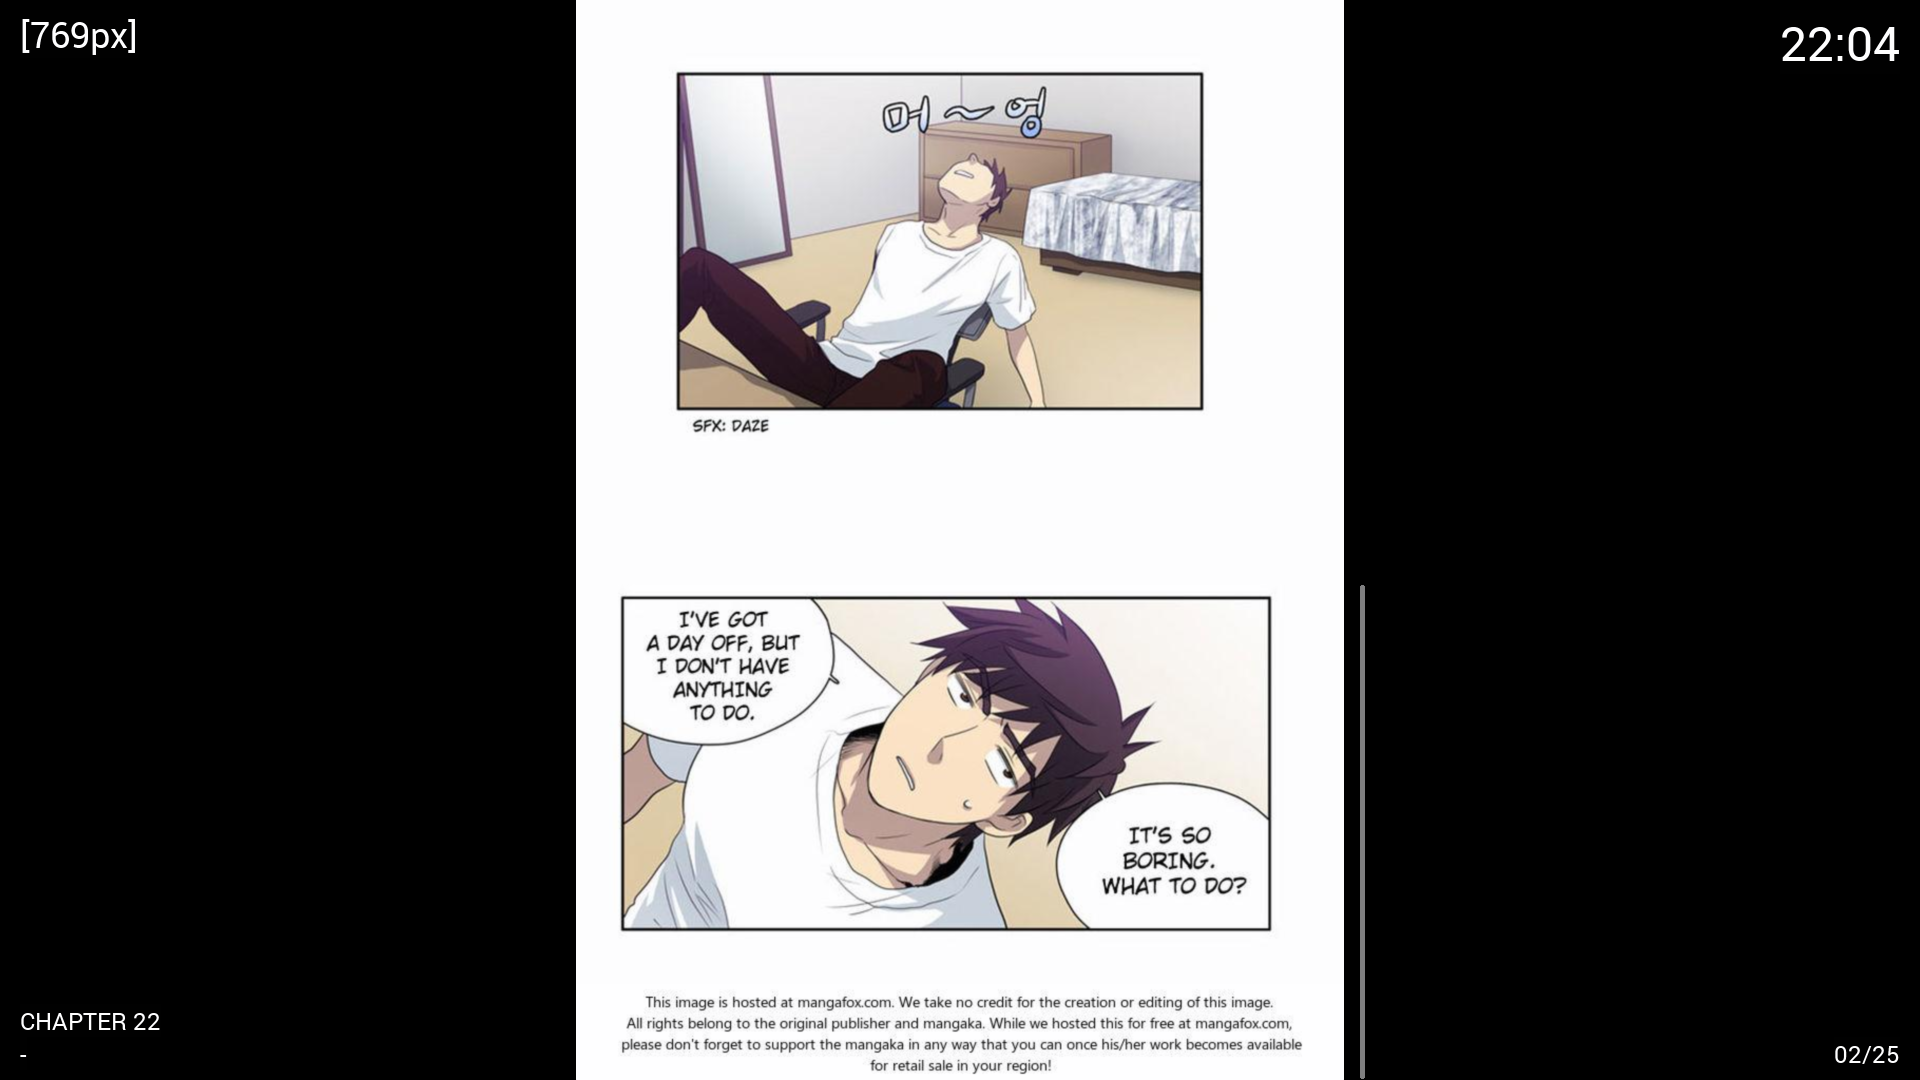 [769px]
22:04
머~엉
SFX: DAZE
I'VE GOT
A DAY OFF, BUT
I DON'T HAVE
ANYTHING
TO DO.
IT'S SO
BORING.
WHAT TO DO?
This image is hosted at mangafox.com. We take no credit for the creation or editing of this image.
All rights belong to the original publisher and mangaka. While we hosted this for free at mangafox.com,
please don't forget to support the mangaka in any way that you can once his/her work becomes available
for retail sale in your region!
CHAPTER 22
-
02/25